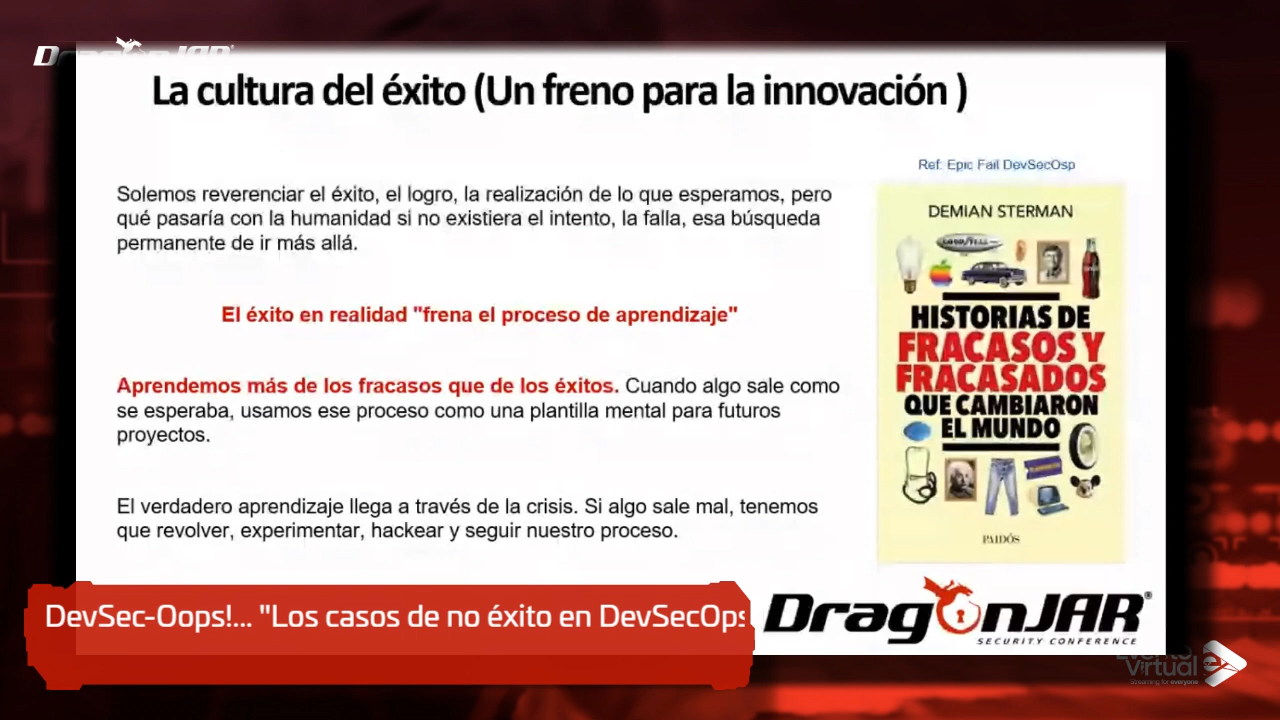 La cultura del éxito (Un freno para la innovación )
Ref: Epic Fail DevSecOsp
Solemos reverenciar el éxito, el logro, la realización de lo que esperamos, pero
qué pasaría con la humanidad si no existiera el intento, la falla, esa búsqueda
permanente de ir más allá.
El éxito en realidad "frena el proceso de aprendizaje"
Aprendemos más de los fracasos que de los éxitos. Cuando algo sale como
se esperaba, usamos ese proceso como una plantilla mental para futuros
proyectos.
El verdadero aprendizaje llega a través de la crisis. Si algo sale mal, tenemos
que revolver, experimentar, hackear y seguir nuestro proceso.
DEMIAN STERMAN
GOODYEAR
HISTORIAS DE
FRACASOS Y
FRACASADOS
QUE CAMBIARON
EL MUNDO
PAIDÓS
DevSec-Oops!... "Los casos de no éxito en DevSecOps
DragonJAR®
SECURITY CONFERENCE
Evento
Virtual
Streaming for everyone